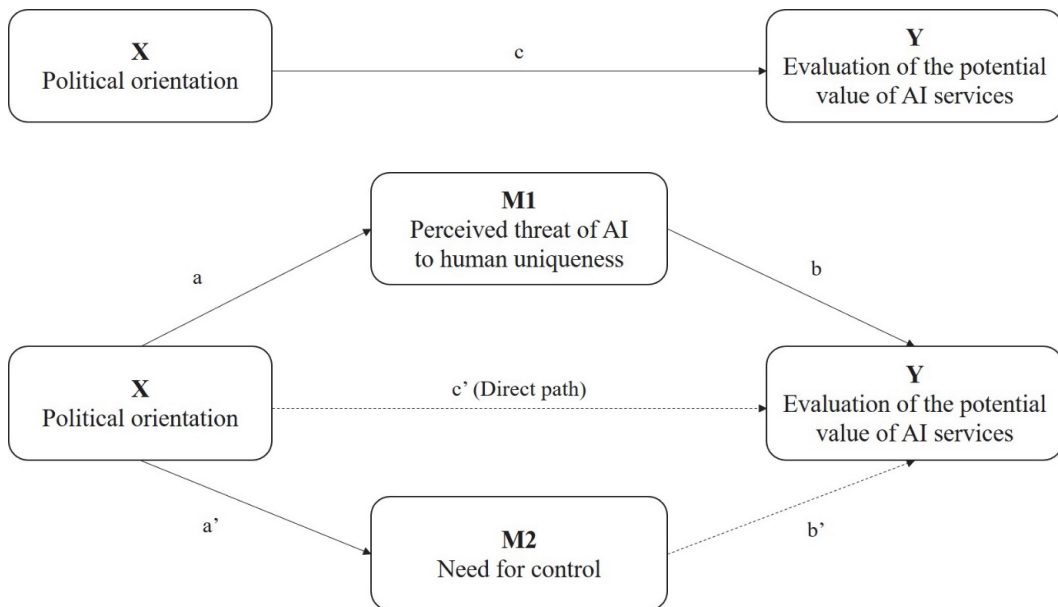 X
Political orientation
c
Y
Evaluation of the potential
value of AI services
M1
Perceived threat of AI
to human uniqueness
a
b
X
Political orientation
c’ (Direct path)
Y
Evaluation of the potential
value of AI services
a’
M2
Need for control
b’